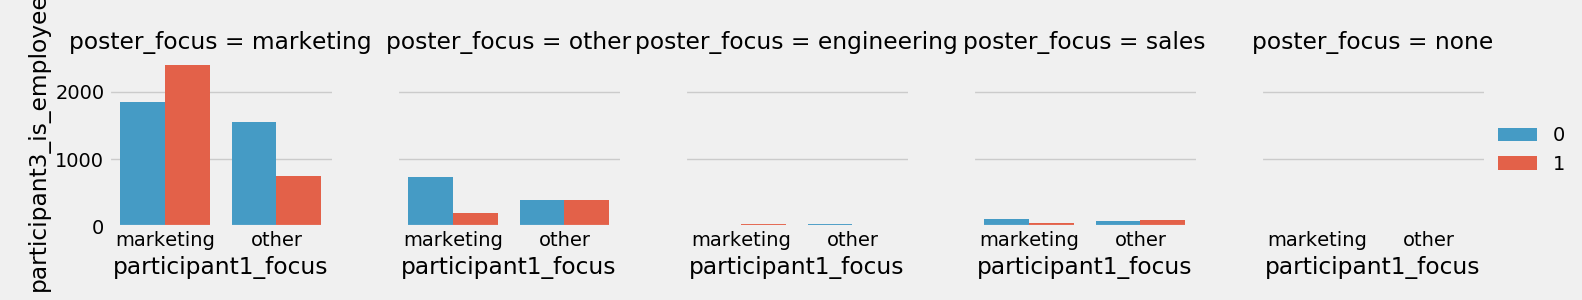 participant3_is_employee
poster_focus = marketing
poster_focus = other
poster_focus = engineering
poster_focus = sales
poster_focus = none
2000
1000
0
marketing other
marketing other
marketing other
marketing other
marketing other
participant1_focus
participant1_focus
participant1_focus
participant1_focus
participant1_focus
0
1